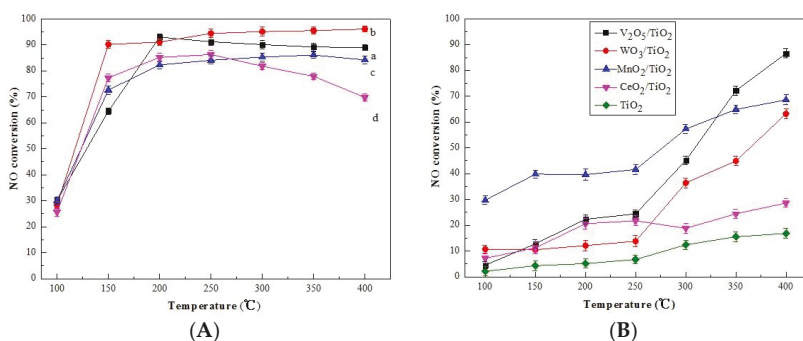 NO conversion (%)
100
90
80
70
60
50
40
30
20
10
0
b
a
c
d
100 150 200 250 300 350 400
Temperature (℃)
(A)
NO conversion (%)
100
90
80
70
60
50
40
30
20
10
0
V₂O₅/TiO₂
WO₃/TiO₂
MnO₂/TiO₂
CeO₂/TiO₂
TiO₂
100 150 200 250 300 350 400
Temperature (℃)
(B)